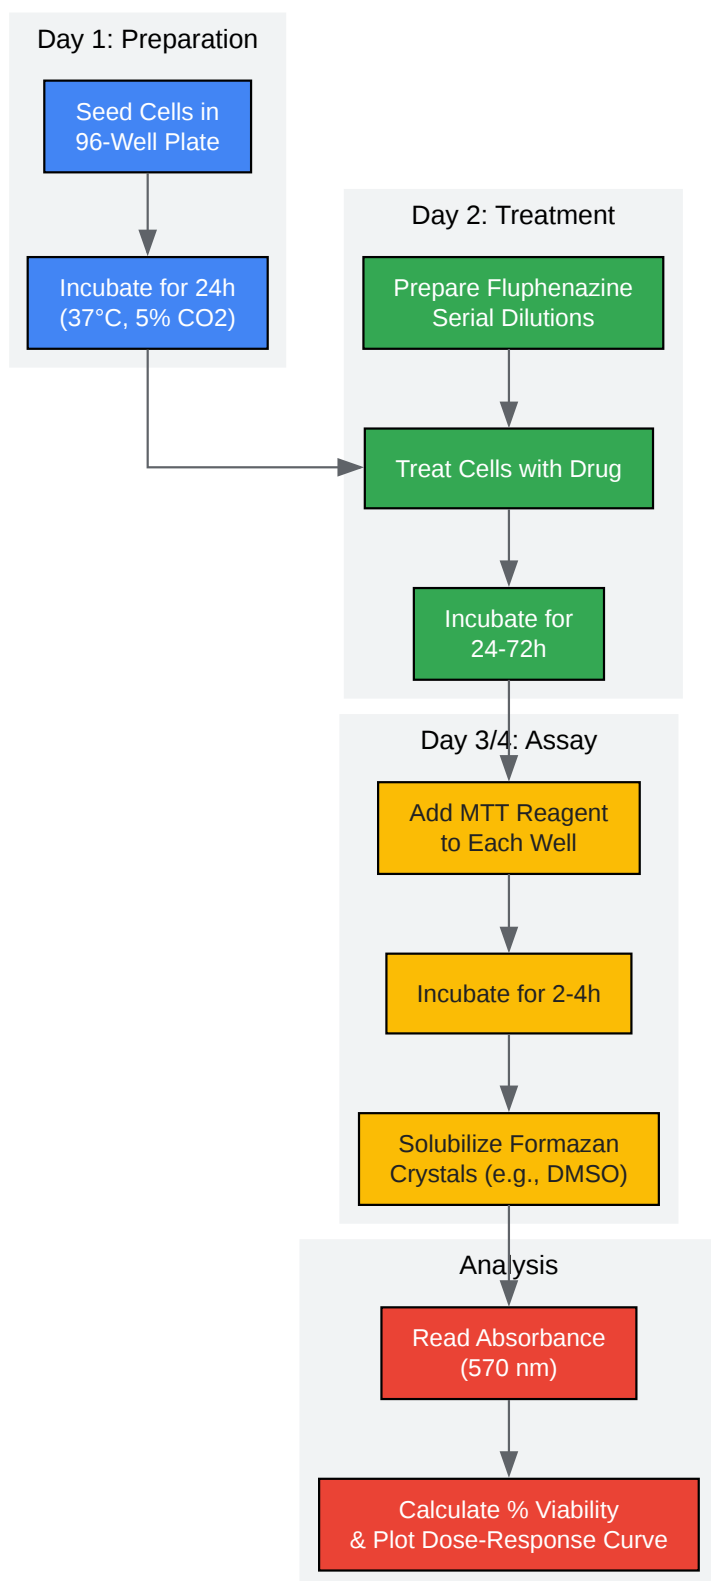 Day 1: Preparation
Seed Cells in
96-Well Plate
Incubate for 24h
(37°C, 5% CO2)
Day 2: Treatment
Prepare Fluphenazine
Serial Dilutions
Treat Cells with Drug
Incubate for
24-72h
Day 3/4: Assay
Add MTT Reagent
to Each Well
Incubate for 2-4h
Solubilize Formazan
Crystals (e.g., DMSO)
Analysis
Read Absorbance
(570 nm)
Calculate % Viability
& Plot Dose-Response Curve